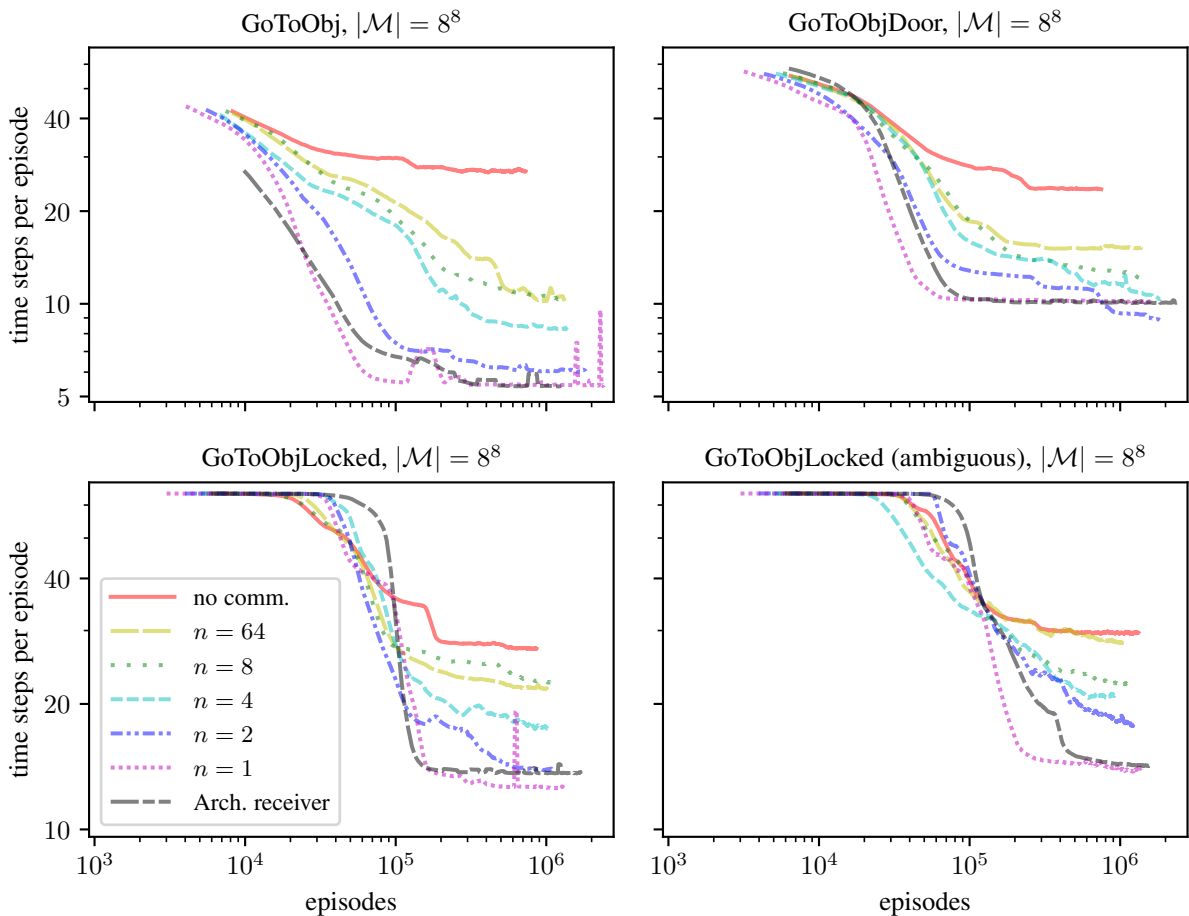 GoToObj, |ℳ| = 8⁸
GoToObjDoor, |ℳ| = 8⁸
time steps per episode
40
20
10
5
GoToObjLocked, |ℳ| = 8⁸
GoToObjLocked (ambiguous), |ℳ| = 8⁸
time steps per episode
40
20
10
no comm.
n = 64
n = 8
n = 4
n = 2
n = 1
Arch. receiver
10³
10⁴
10⁵
10⁶
10³
10⁴
10⁵
10⁶
episodes
episodes